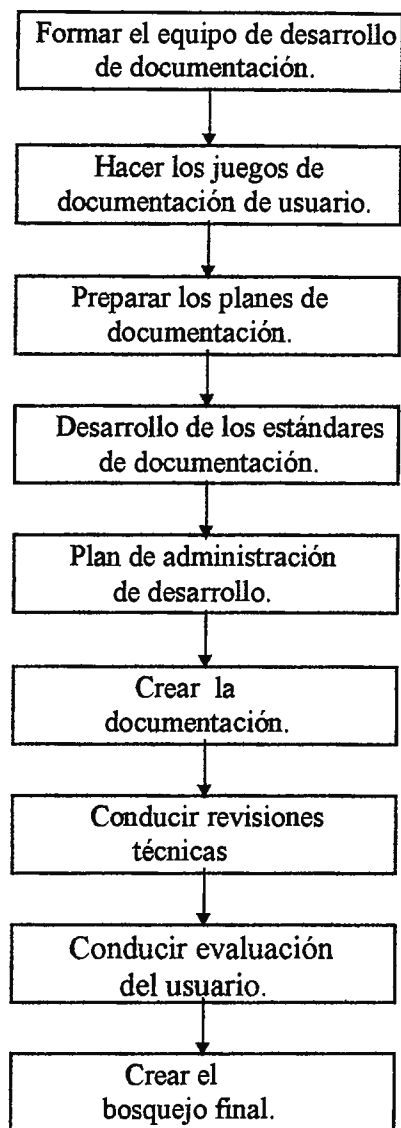 Formar el equipo de desarrollo
de documentación.
Hacer los juegos de
documentación de usuario.
Preparar los planes de
documentación.
Desarrollo de los estándares
de documentación.
Plan de administración
de desarrollo.
Crear la
documentación.
Conducir revisiones
técnicas
Conducir evaluación
del usuario.
Crear el
bosquejo final.